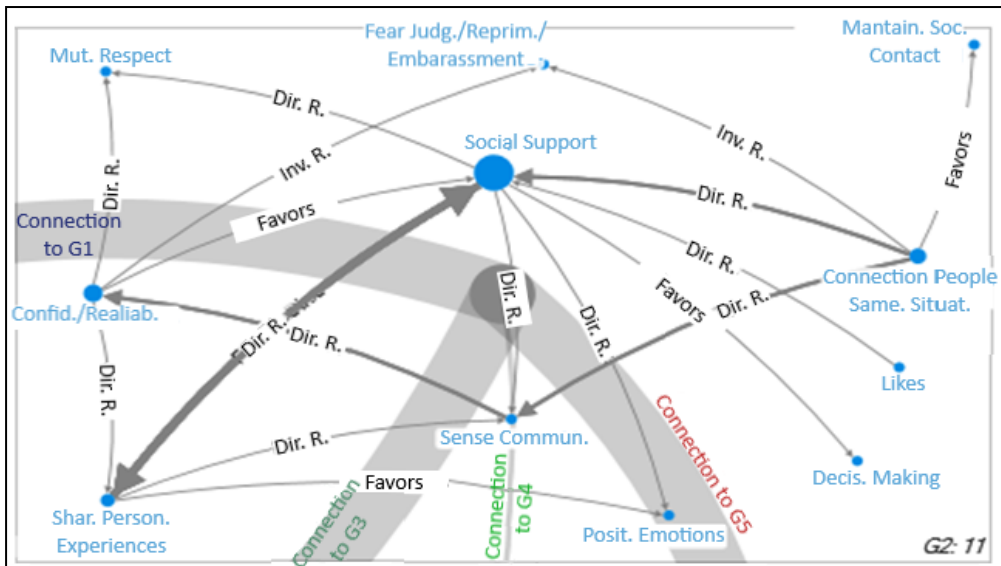 Fear Judg./Reprim./
Embarassment
Mantain. Soc.
Contact
Mut. Respect
Dir. R.
Social Support
Inv. R.
Inv. R.
Favors
Dir. R.
Favors
Dir. R.
Connection
to G1
Dir. R.
Connection People
Same. Situat.
Confid./Realiab.
Dir. R.
Dir. R.
Dir. R.
Dir. R.
Favors
Dir. R.
Dir. R.
Likes
Dir. R.
Sense Commun.
Connection to G5
Favors
Decis. Making
Shar. Person.
Experiences
Connection
to G3
Connection
to G4
Posit. Emotions
G2: 11